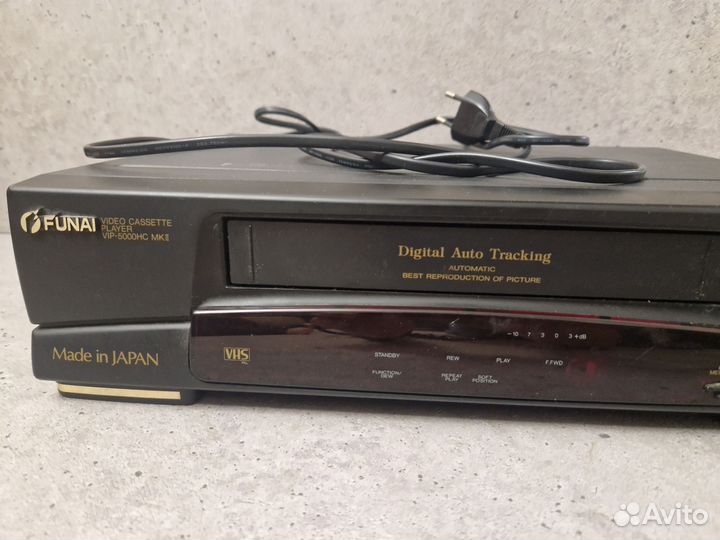 FUNAI
VIDEO CASSETTE
PLAYER
VIP-5000HC MKII
Digital Auto Tracking
AUTOMATIC
BEST REPRODUCTION OF PICTURE
-10 7 3 0 3 +dB
VHS
STANDBY
REW
PLAY
F.FWD
FUNCTION/
DEW
REPEAT
PLAY
SOFT
POSITION
Made in JAPAN
Avito